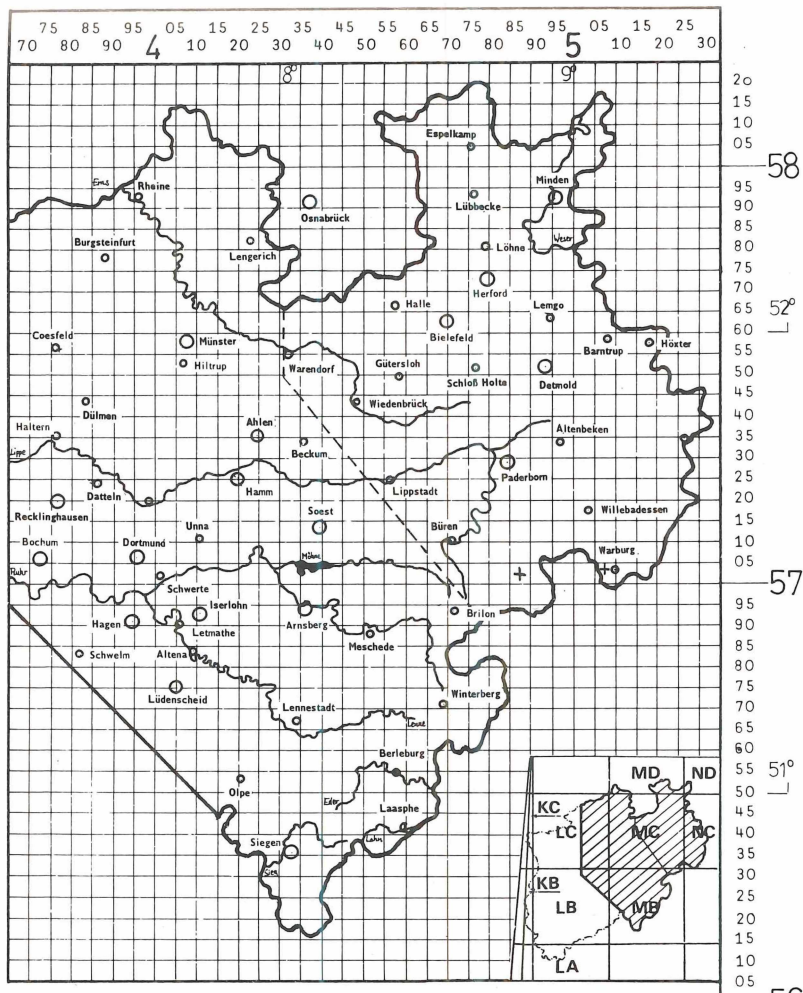 75 85 95 4 05 15 25 35 45 55 65 75 85 95 5 05 15 25
65 70 80 90 10 20 30 40 50 60 70 80 90 10 20 30
8° 9°
20
15
10
05
58
95
90
85
80
75
70
65
52°
60
55
50
45
40
35
30
25
20
15
10
05
57
95
90
85
80
75
70
65
60
55
51°
50
45
40
35
30
25
20
15
10
05
Espelkamp
Ems
Rheine
Minden
Osnabrück
Lübbecke
Burgsteinfurt
Lengerich
Löhne
Weser
Herford
Halle
Lemgo
Coesfeld
Münster
Bielefeld
Barntrup
Höxter
Hiltrup
Warendorf
Gütersloh
Schloß Holte
Detmold
Dülmen
Wiedenbrück
Haltern
Ahlen
Altenbeken
Beckum
Lippe
Paderborn
Datteln
Hamm
Lippstadt
Recklinghausen
Soest
Willebadessen
Unna
Büren
Bochum
Dortmund
Möhne
Warburg
Ruhr
Schwerte
Iserlohn
Brilon
Hagen
Letmathe
Arnsberg
Schwelm
Altena
Meschede
Lüdenscheid
Winterberg
Lennestadt
Lenne
Berleburg
Olpe
Eder
Laasphe
Siegen
Lahn
Sieg
MD ND
KC
LC MC NC
KB
LB MB
LA